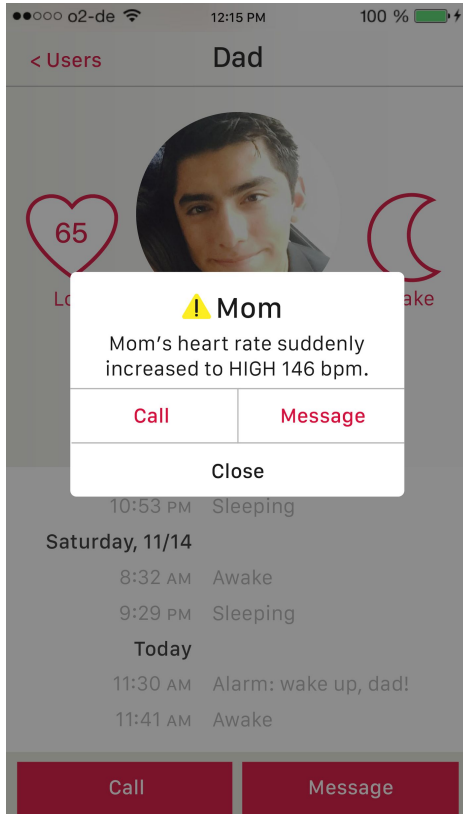 o2-de 12:15 PM 100 %
< Users Dad
65
ake
⚠ Mom
Mom's heart rate suddenly
increased to HIGH 146 bpm.
Call Message
Close
10:53 PM Sleeping
Saturday, 11/14
8:32 AM Awake
9:29 PM Sleeping
Today
11:30 AM Alarm: wake up, dad!
11:41 AM Awake
Call Message